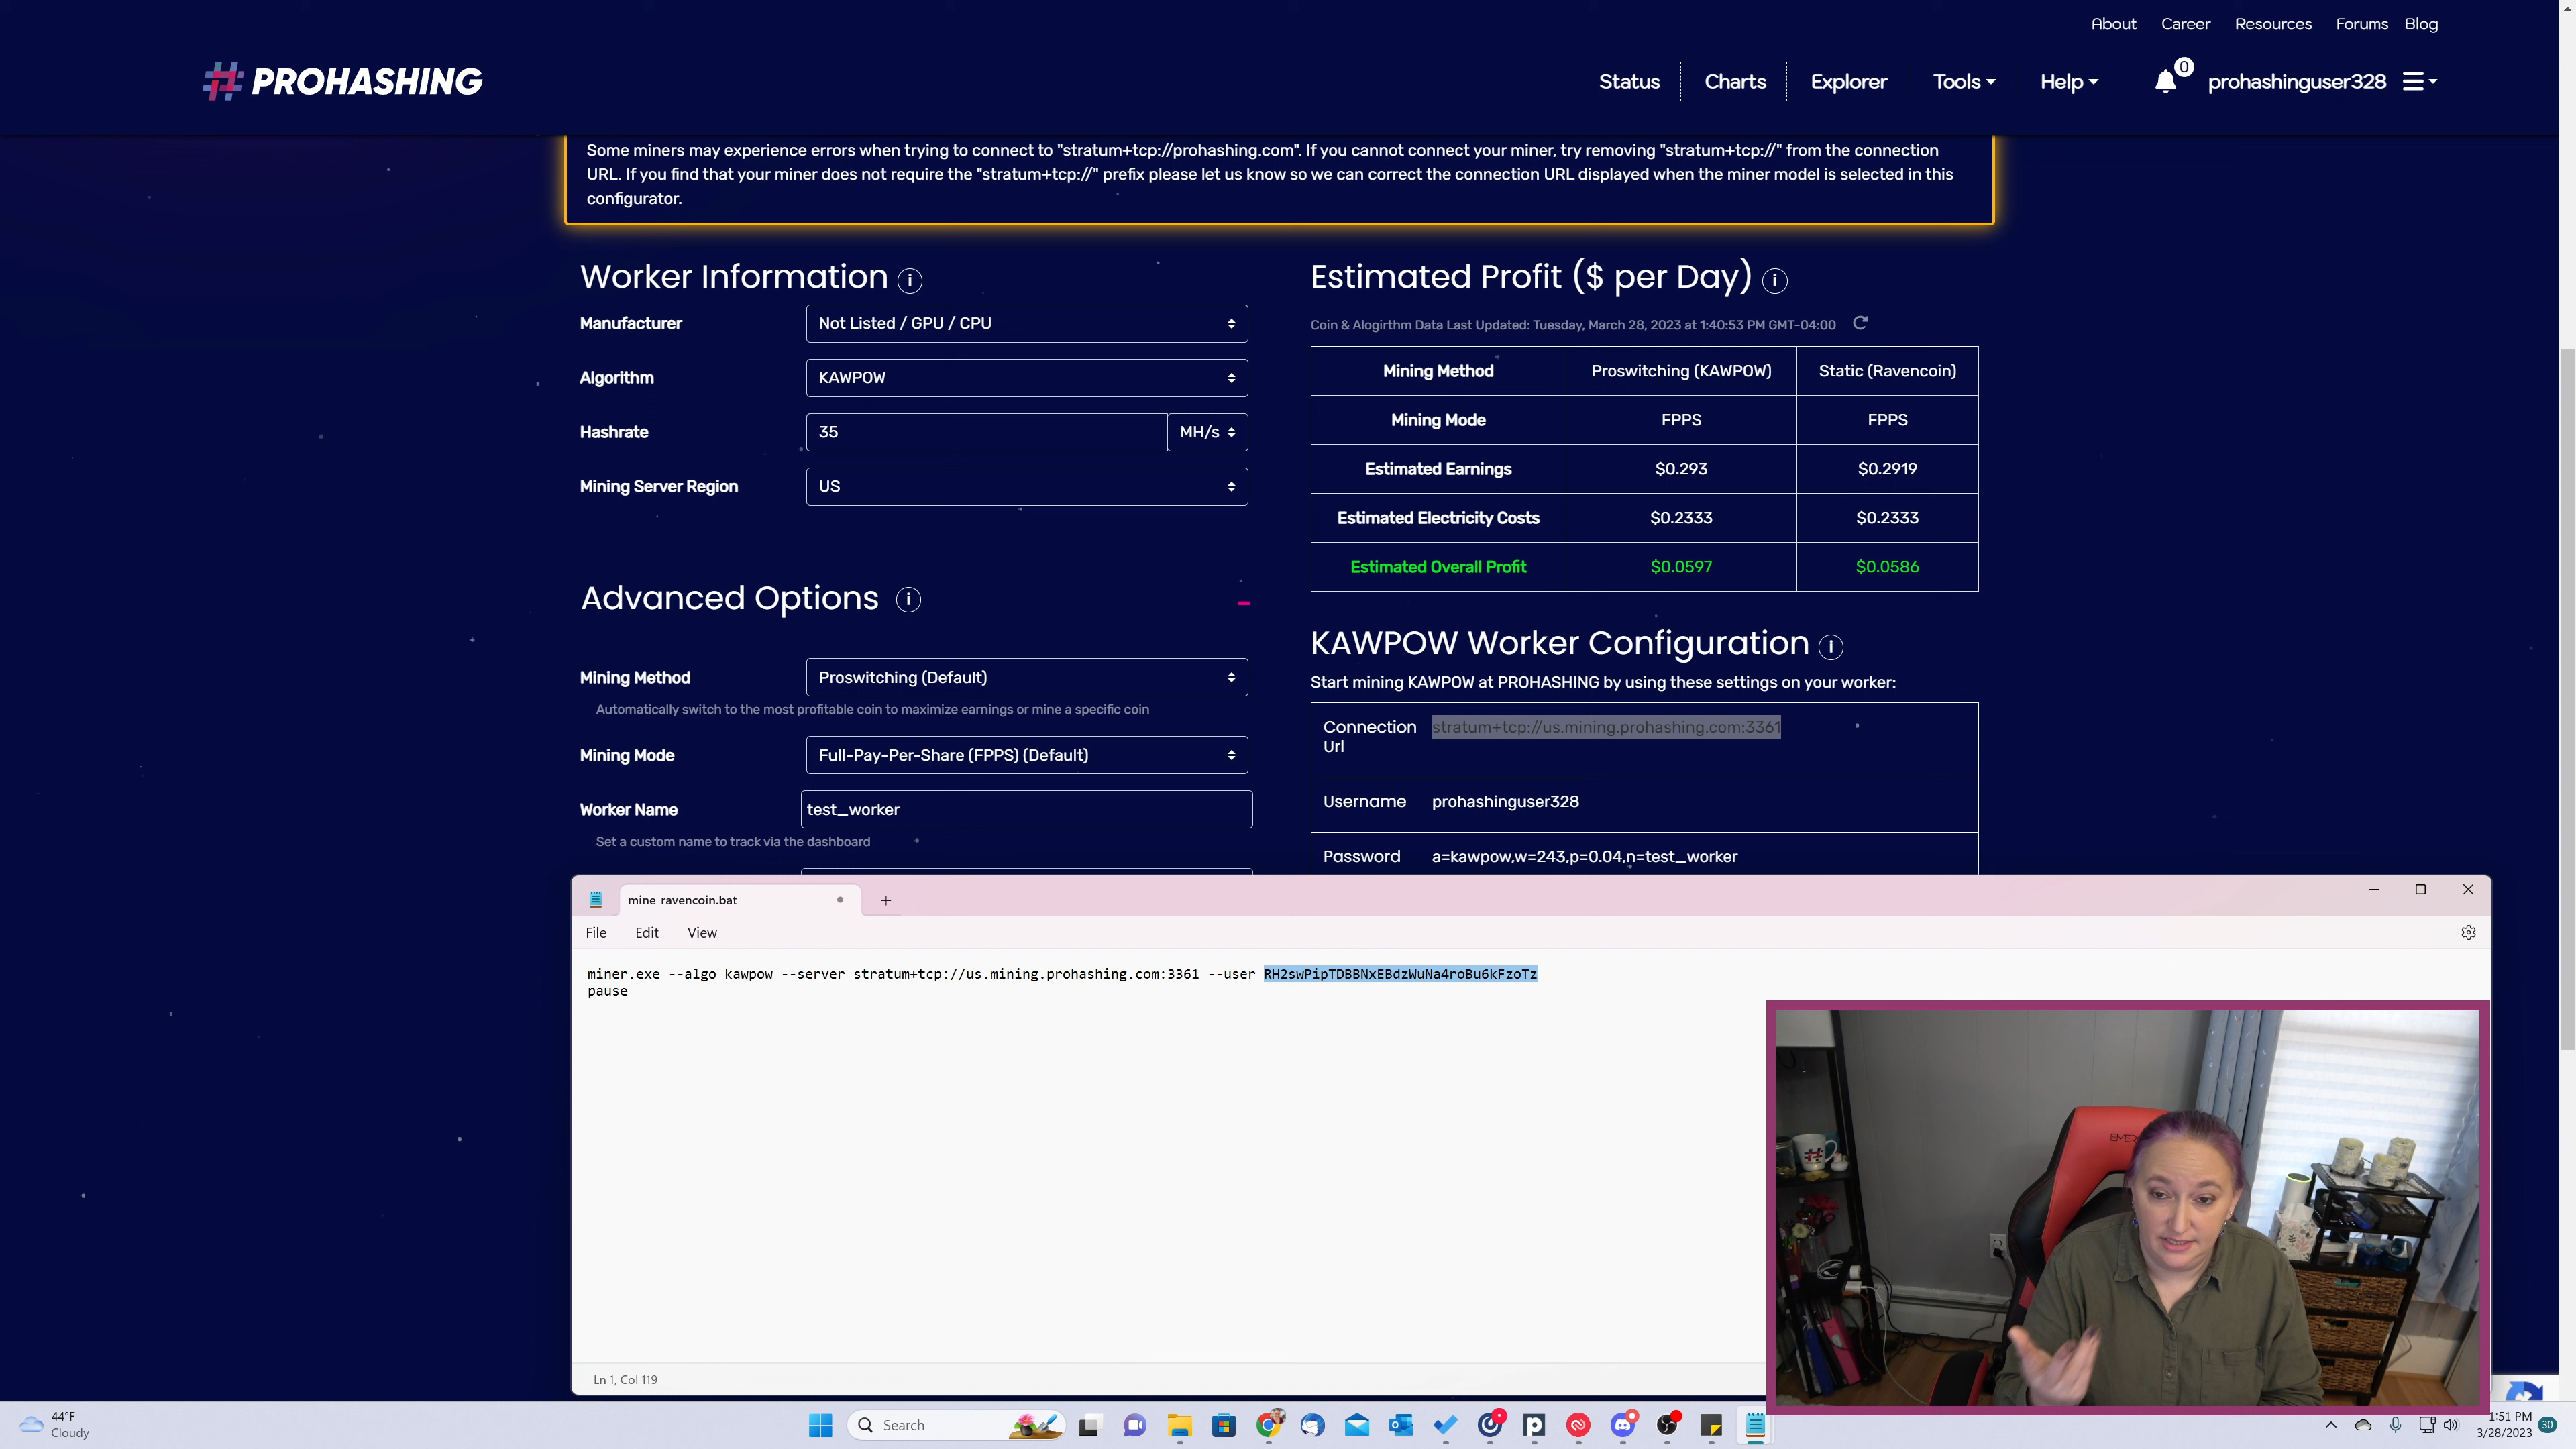 About Career Resources Forums Blog
PROHASHING
Status Charts Explorer Tools Help 0 prohashinguser328
Some miners may experience errors when trying to connect to "stratum+tcp://prohashing.com". If you cannot connect your miner, try removing "stratum+tcp://" from the connection
URL. If you find that your miner does not require the "stratum+tcp://" prefix please let us know so we can correct the connection URL displayed when the miner model is selected in this
configurator.
Worker Information i
Manufacturer Not Listed / GPU / CPU
Algorithm KAWPOW
Hashrate 35 MH/s
Mining Server Region US
Advanced Options i
Mining Method Proswitching (Default)
Automatically switch to the most profitable coin to maximize earnings or mine a specific coin
Mining Mode Full-Pay-Per-Share (FPPS) (Default)
Worker Name test_worker
Set a custom name to track via the dashboard
Estimated Profit ($ per Day) i
Coin & Alogirthm Data Last Updated: Tuesday, March 28, 2023 at 1:40:53 PM GMT-04:00
Mining Method Proswitching (KAWPOW) Static (Ravencoin)
Mining Mode FPPS FPPS
Estimated Earnings $0.293 $0.2919
Estimated Electricity Costs $0.2333 $0.2333
Estimated Overall Profit $0.0597 $0.0586
KAWPOW Worker Configuration i
Start mining KAWPOW at PROHASHING by using these settings on your worker:
Connection stratum+tcp://us.mining.prohashing.com:3361
Url
Username prohashinguser328
Password a=kawpow,w=243,p=0.04,n=test_worker
mine_ravencoin.bat
File Edit View
miner.exe --algo kawpow --server stratum+tcp://us.mining.prohashing.com:3361 --user RH2swPipTDBBNxEBdzWuNa4roBu6kFzoTz
pause
Ln 1, Col 119
44°F
Cloudy
Search
1:51 PM
3/28/2023
30